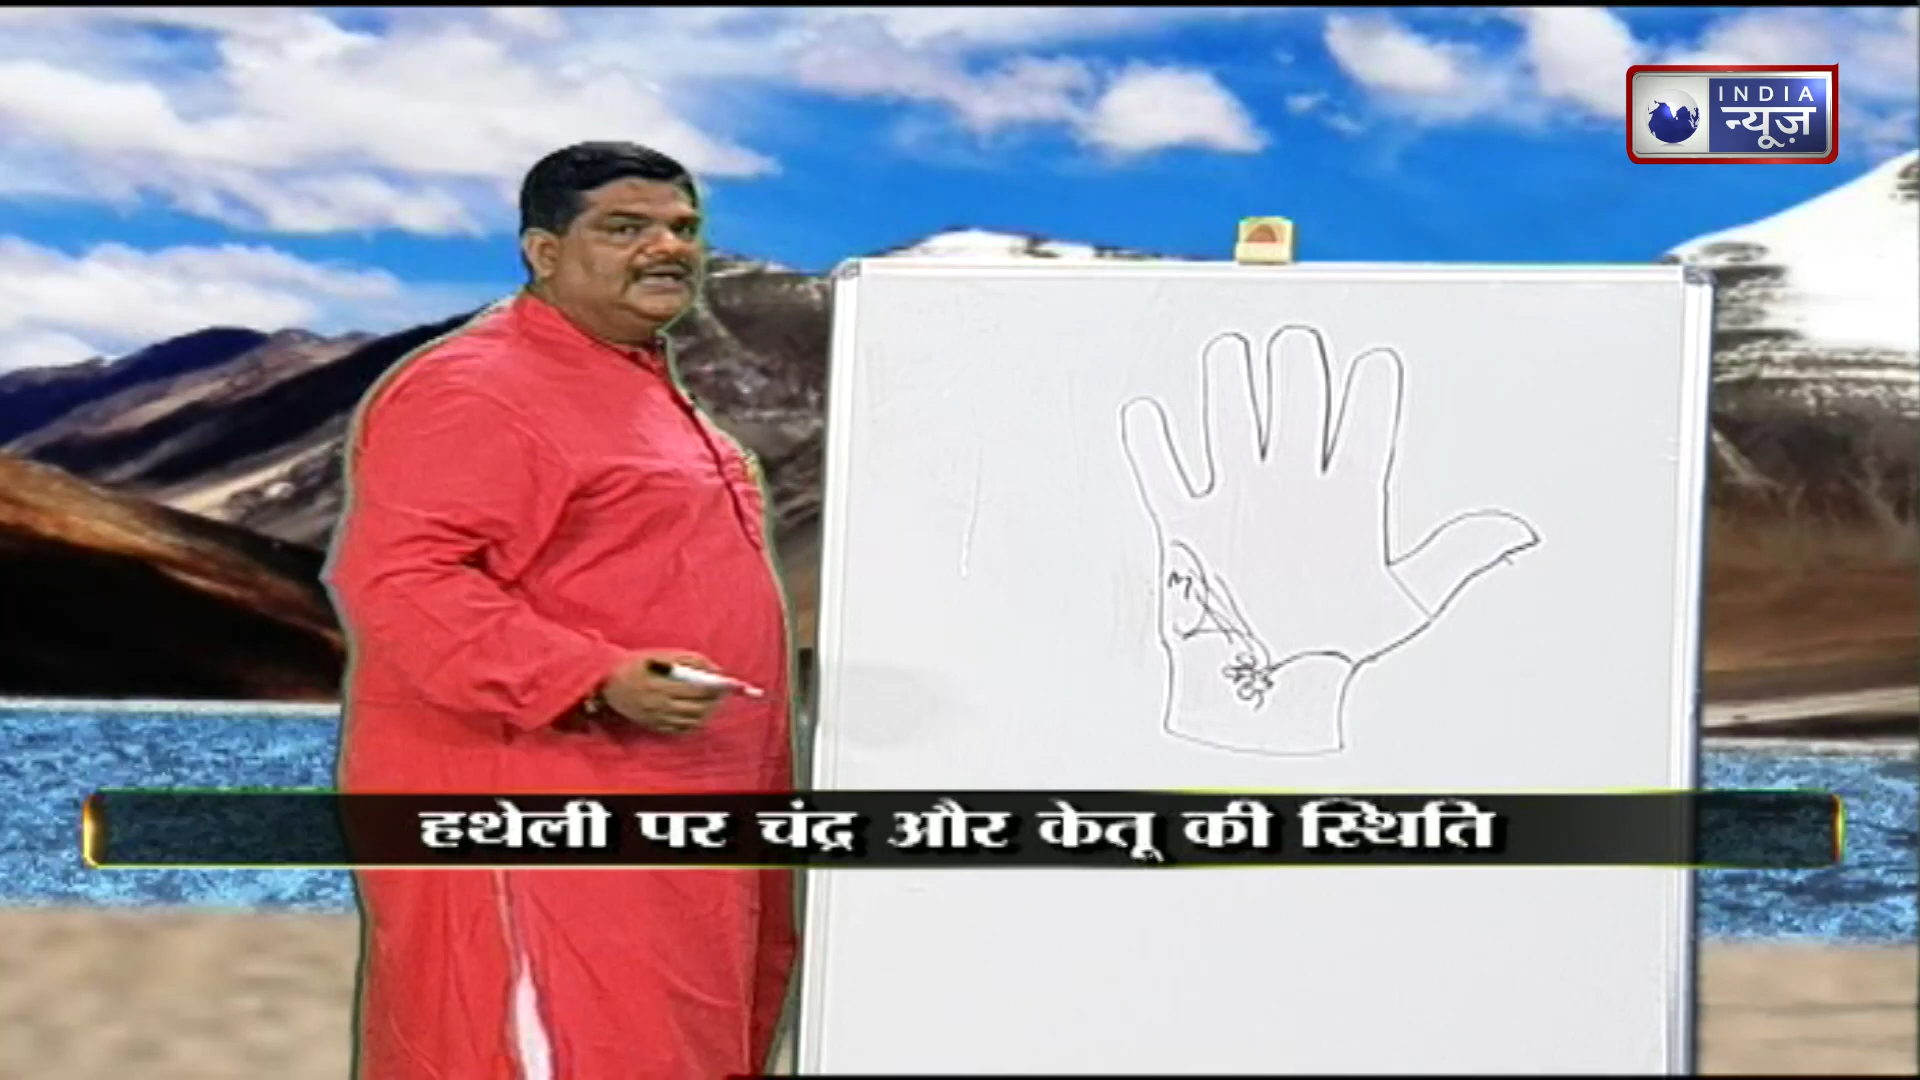 INDIA
न्यूज़
हथेली पर चंद्र और केतू की स्थिति